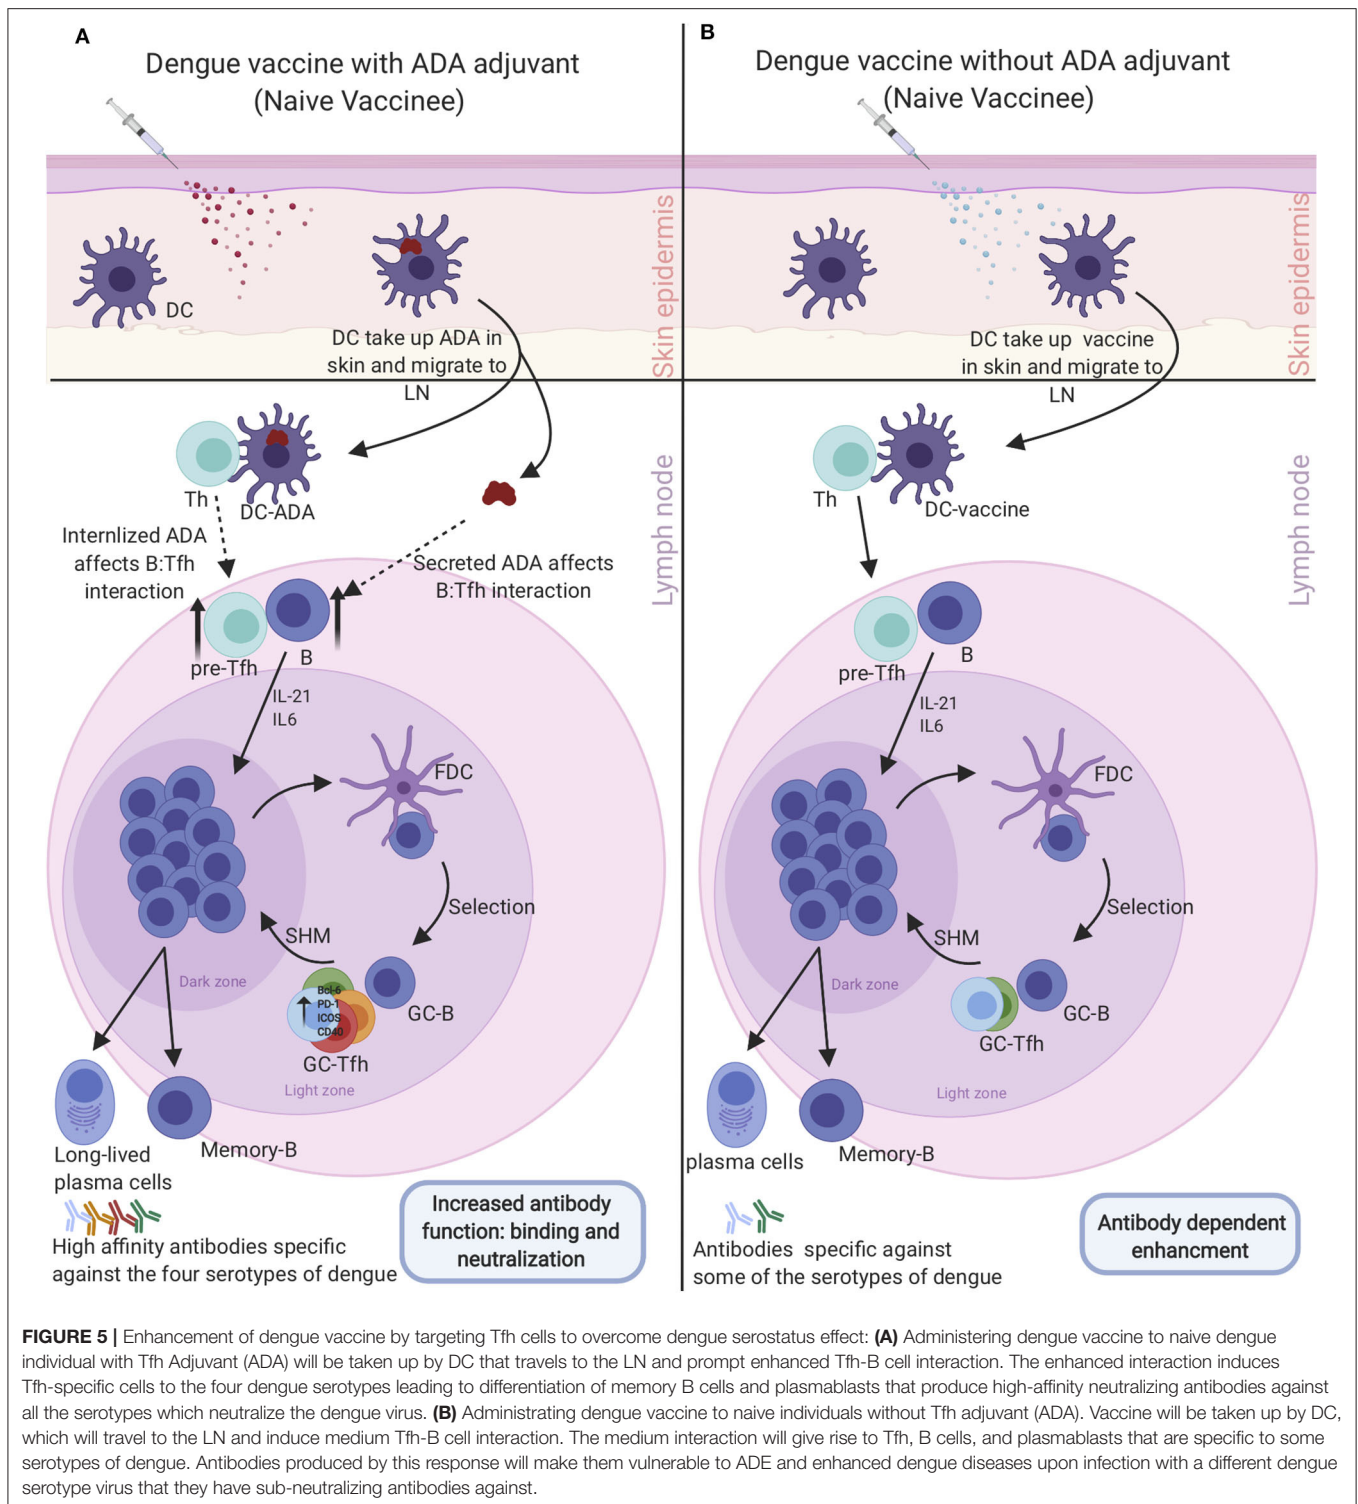 A
Dengue vaccine with ADA adjuvant
(Naive Vaccinee)
DC
DC take up ADA in
skin and migrate to
LN
Skin epidermis
Th
DC-ADA
Internlized ADA
affects B:Tfh
interaction
Secreted ADA affects
B:Tfh interaction
Lymph node
pre-Tfh
B
IL-21
IL6
FDC
Selection
SHM
Dark zone
Bcl-6
PD-1
ICOS
CD40
GC-B
GC-Tfh
Light zone
Long-lived
plasma cells
Memory-B
High affinity antibodies specific
against the four serotypes of dengue
Increased antibody
function: binding and
neutralization
B
Dengue vaccine without ADA adjuvant
(Naive Vaccinee)
DC take up vaccine
in skin and migrate to
LN
Skin epidermis
Th
DC-vaccine
Lymph node
pre-Tfh
B
IL-21
IL6
FDC
Selection
SHM
Dark zone
GC-B
GC-Tfh
Light zone
plasma cells
Memory-B
Antibodies specific against
some of the serotypes of dengue
Antibody dependent
enhancment
FIGURE 5 | Enhancement of dengue vaccine by targeting Tfh cells to overcome dengue serostatus effect: (A) Administering dengue vaccine to naive dengue
individual with Tfh Adjuvant (ADA) will be taken up by DC that travels to the LN and prompt enhanced Tfh-B cell interaction. The enhanced interaction induces
Tfh-specific cells to the four dengue serotypes leading to differentiation of memory B cells and plasmablasts that produce high-affinity neutralizing antibodies against
all the serotypes which neutralize the dengue virus. (B) Administrating dengue vaccine to naive individuals without Tfh adjuvant (ADA). Vaccine will be taken up by DC,
which will travel to the LN and induce medium Tfh-B cell interaction. The medium interaction will give rise to Tfh, B cells, and plasmablasts that are specific to some
serotypes of dengue. Antibodies produced by this response will make them vulnerable to ADE and enhanced dengue diseases upon infection with a different dengue
serotype virus that they have sub-neutralizing antibodies against.